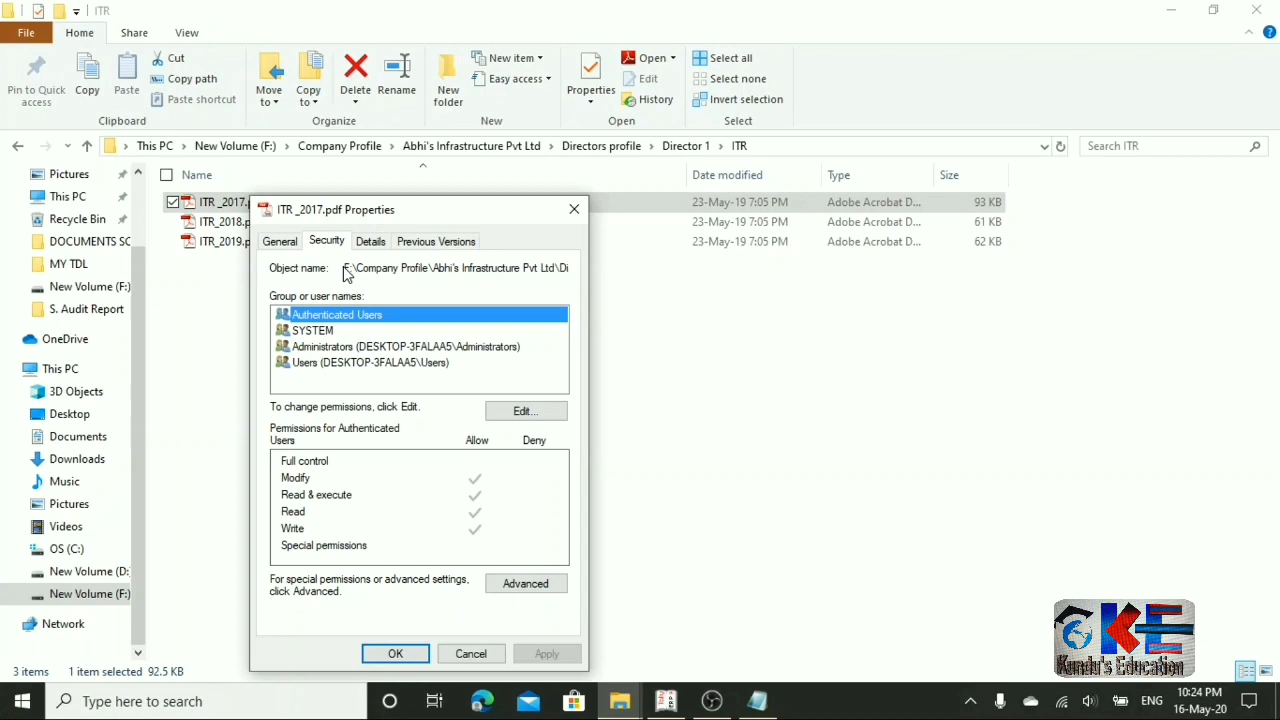 ITR
File Home Share View
Pin to Quick access
Copy
Paste
Cut
Copy path
Paste shortcut
Clipboard
Move to
Copy to
Delete
Rename
Organize
New folder
New item
Easy access
New
Properties
Open
Edit
History
Open
Select all
Select none
Invert selection
Select
This PC > New Volume (F:) > Company Profile > Abhi's Infrastructure Pvt Ltd > Directors profile > Director 1 > ITR
Search ITR
Pictures
This PC
Recycle Bin
DOCUMENTS SC
MY TDL
New Volume (F:)
S. Audit Report
OneDrive
This PC
3D Objects
Desktop
Documents
Downloads
Music
Pictures
Videos
OS (C:)
New Volume (D:
New Volume (F:)
Network
Name Date modified Type Size
ITR _2017.p 23-May-19 7:05 PM Adobe Acrobat D... 93 KB
ITR_2018.p 23-May-19 7:05 PM Adobe Acrobat D... 61 KB
ITR_2019.p 23-May-19 7:05 PM Adobe Acrobat D... 62 KB
ITR _2017.pdf Properties
General Security Details Previous Versions
Object name: F:\Company Profile\Abhi's Infrastructure Pvt Ltd\Di
Group or user names:
Authenticated Users
SYSTEM
Administrators (DESKTOP-3FALAA5\Administrators)
Users (DESKTOP-3FALAA5\Users)
To change permissions, click Edit.
Edit...
Permissions for Authenticated
Users Allow Deny
Full control
Modify
Read & execute
Read
Write
Special permissions
For special permissions or advanced settings,
click Advanced.
Advanced
OK Cancel Apply
KE
Kundu's Education
3 items 1 item selected 92.5 KB
Type here to search
ENG
10:24 PM
16-May-20